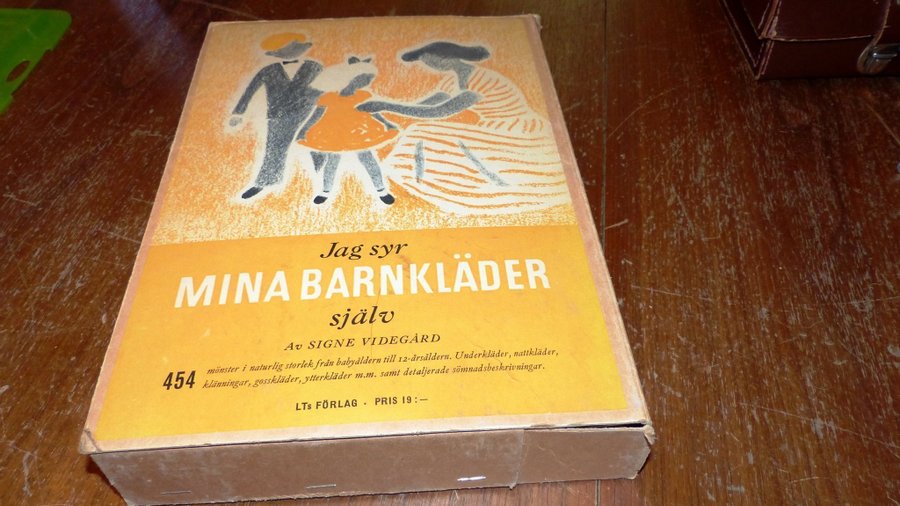 Jag syr
MINA BARNKLÄDER
själv
Av SIGNE VIDEGÅRD
454 mönster i naturlig storlek från babyåldern till 12-årsåldern. Underkläder, nattkläder,
klänningar, gosskläder, ytterkläder m.m. samt detaljerade sömnadsbeskrivningar.
LTs FÖRLAG · PRIS 19:—